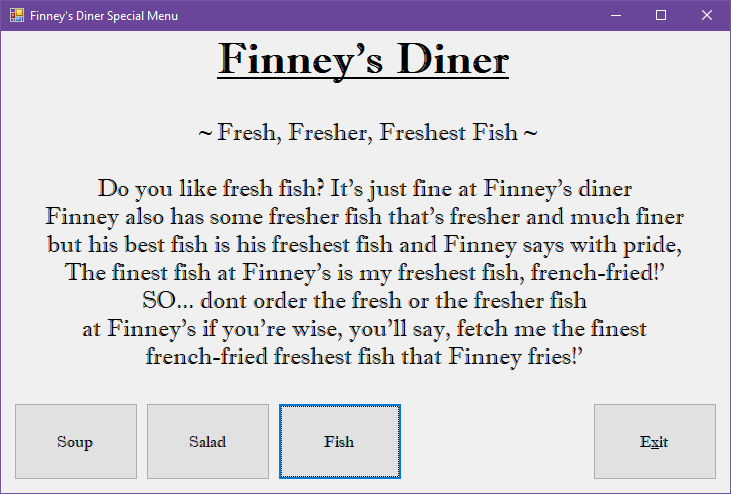 Finney's Diner Special Menu
Finney’s Diner
~ Fresh, Fresher, Freshest Fish ~
Do you like fresh fish? It’s just fine at Finney’s diner
Finney also has some fresher fish that’s fresher and much finer
but his best fish is his freshest fish and Finney says with pride,
The finest fish at Finney’s is my freshest fish, french-fried!’
SO... dont order the fresh or the fresher fish
at Finney’s if you’re wise, you’ll say, fetch me the finest
french-fried freshest fish that Finney fries!’
Soup
Salad
Fish
Exit